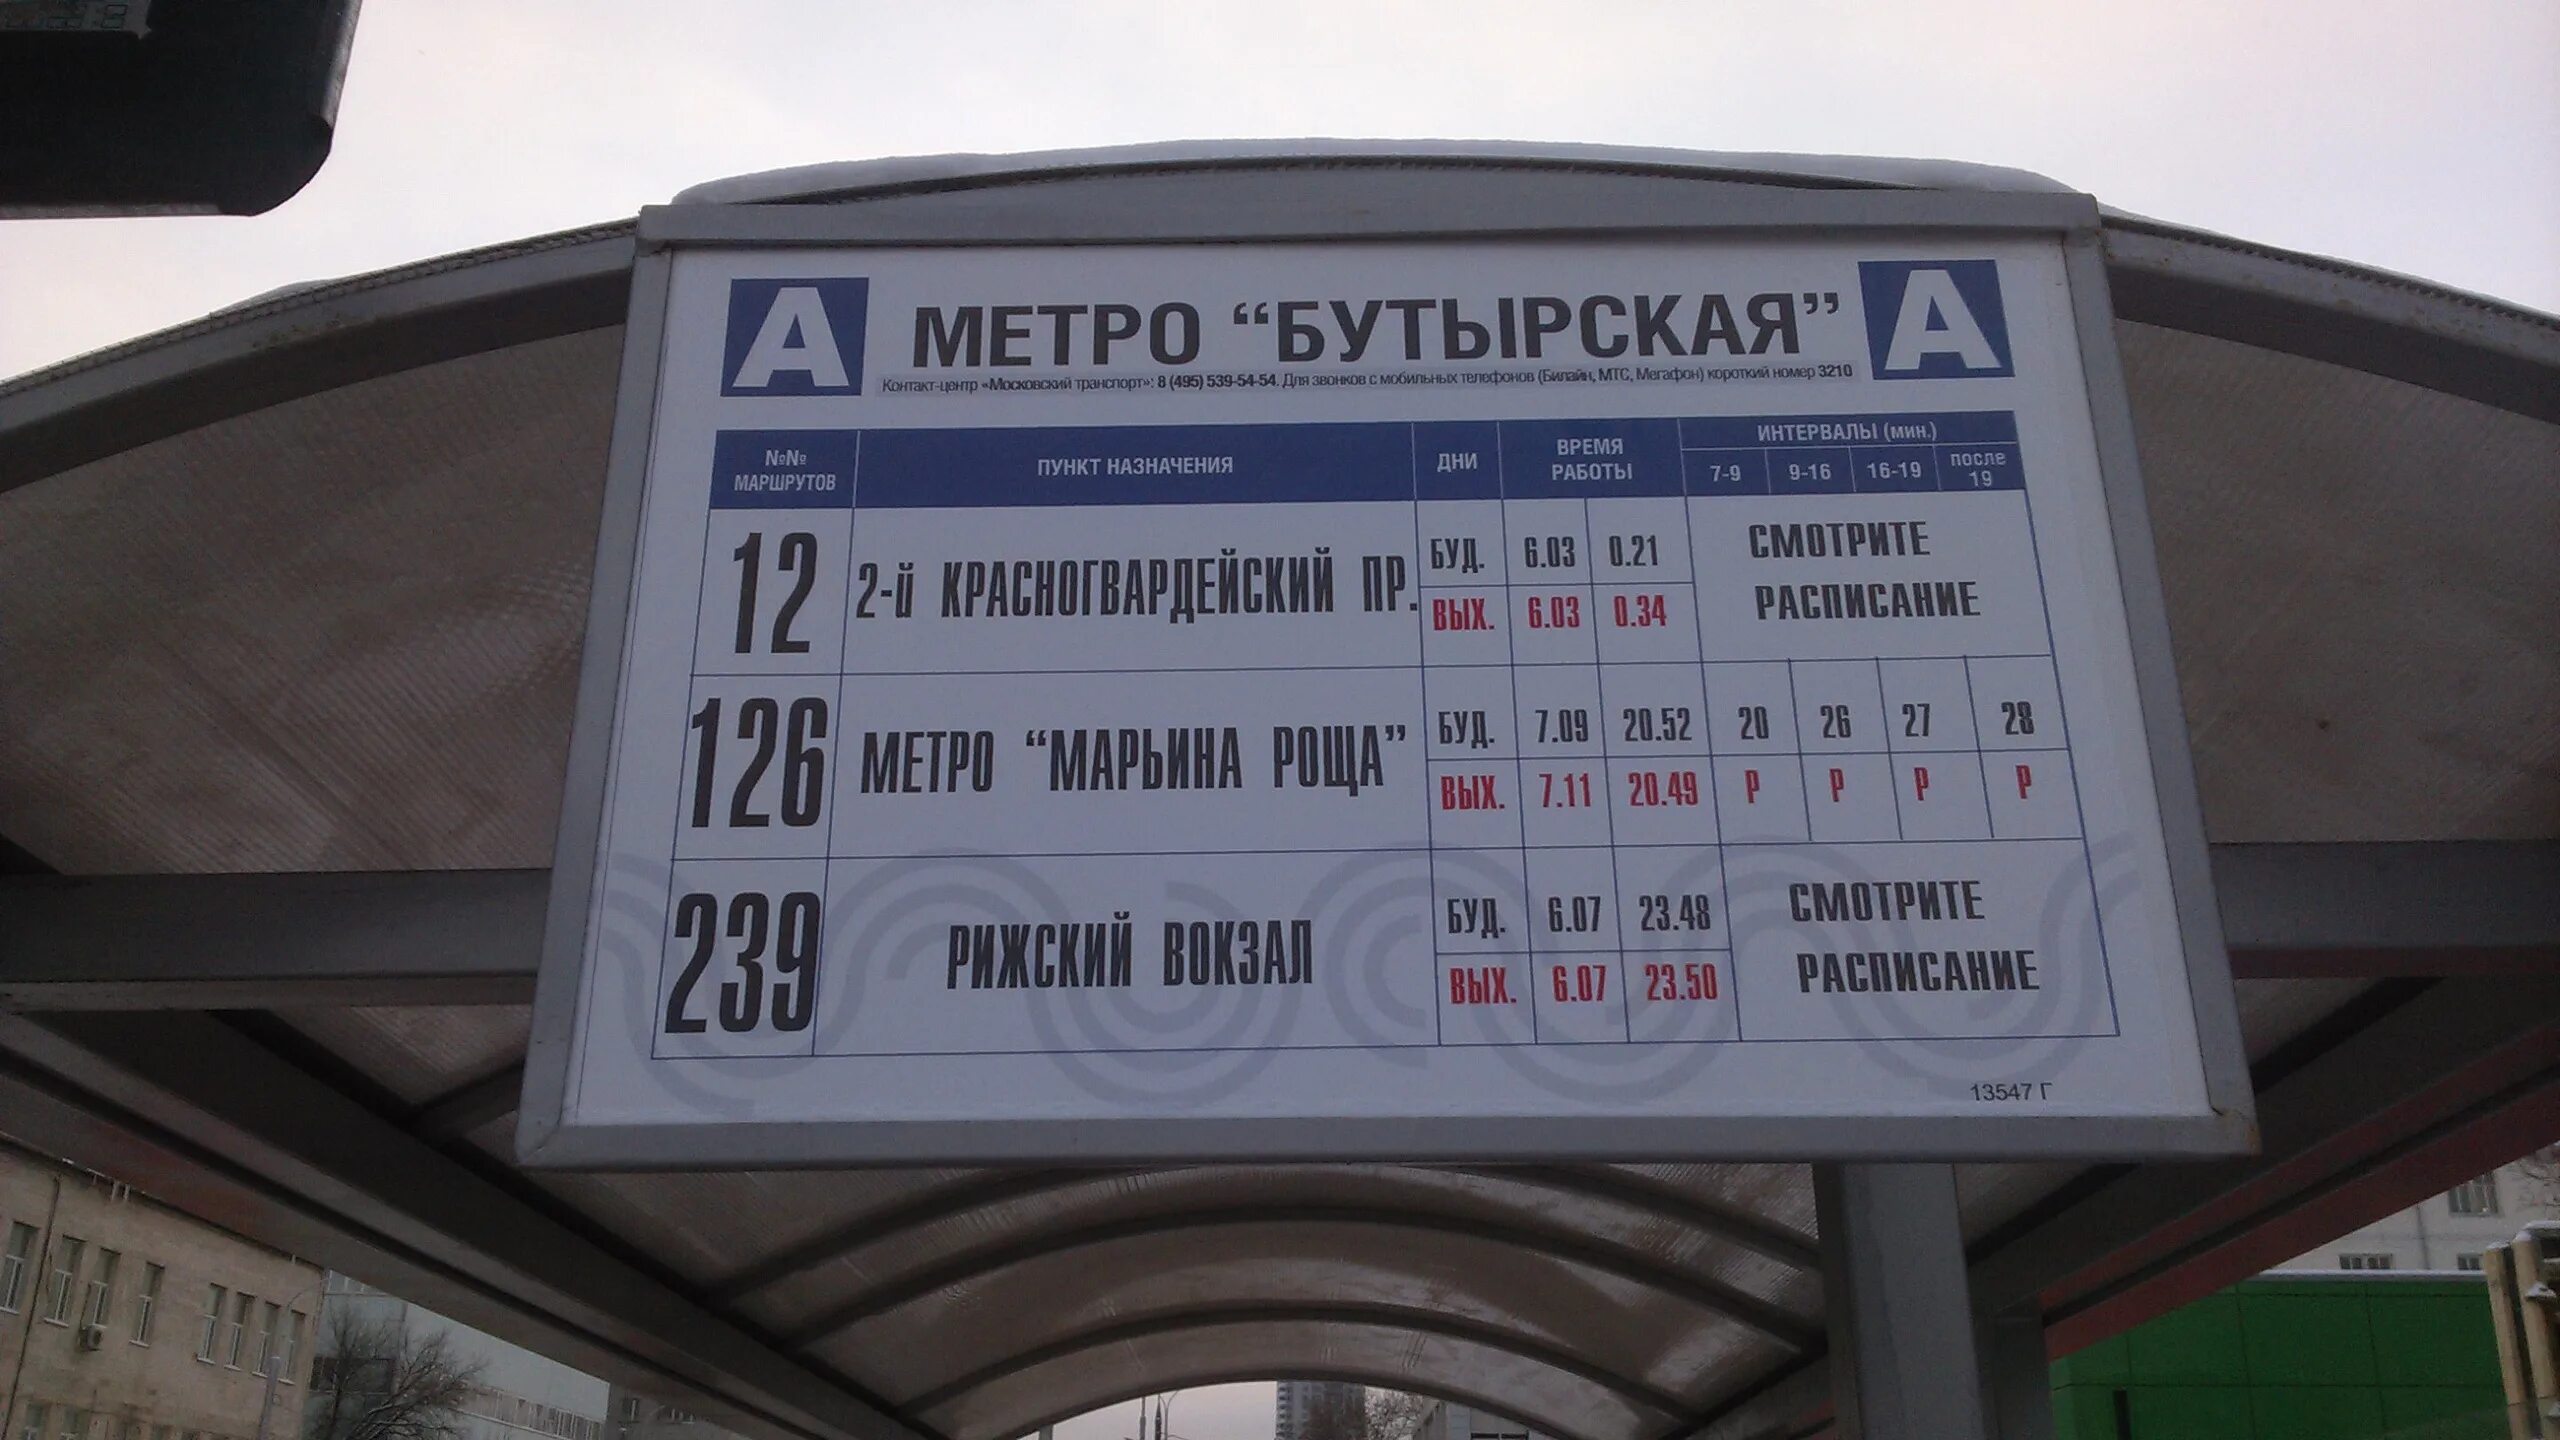 А МЕТРО “БУТЫРСКАЯ” А
Контакт-центр «Московский транспорт»: 8 (495) 539-54-54. Для звонков с мобильных телефонов (Билайн, МТС, Мегафон) короткий номер 3210
№№ МАРШРУТОВ ПУНКТ НАЗНАЧЕНИЯ ДНИ ВРЕМЯ РАБОТЫ ИНТЕРВАЛЫ (мин.)
7-9 9-16 16-19 после 19
12 2-й КРАСНОГВАРДЕЙСКИЙ ПР. БУД. 6.03 0.21 СМОТРИТЕ
ВЫХ. 6.03 0.34 РАСПИСАНИЕ
126 МЕТРО “МАРЬИНА РОЩА” БУД. 7.09 20.52 20 26 27 28
ВЫХ. 7.11 20.49 Р Р Р Р
239 РИЖСКИЙ ВОКЗАЛ БУД. 6.07 23.48 СМОТРИТЕ
ВЫХ. 6.07 23.50 РАСПИСАНИЕ
13547 Г